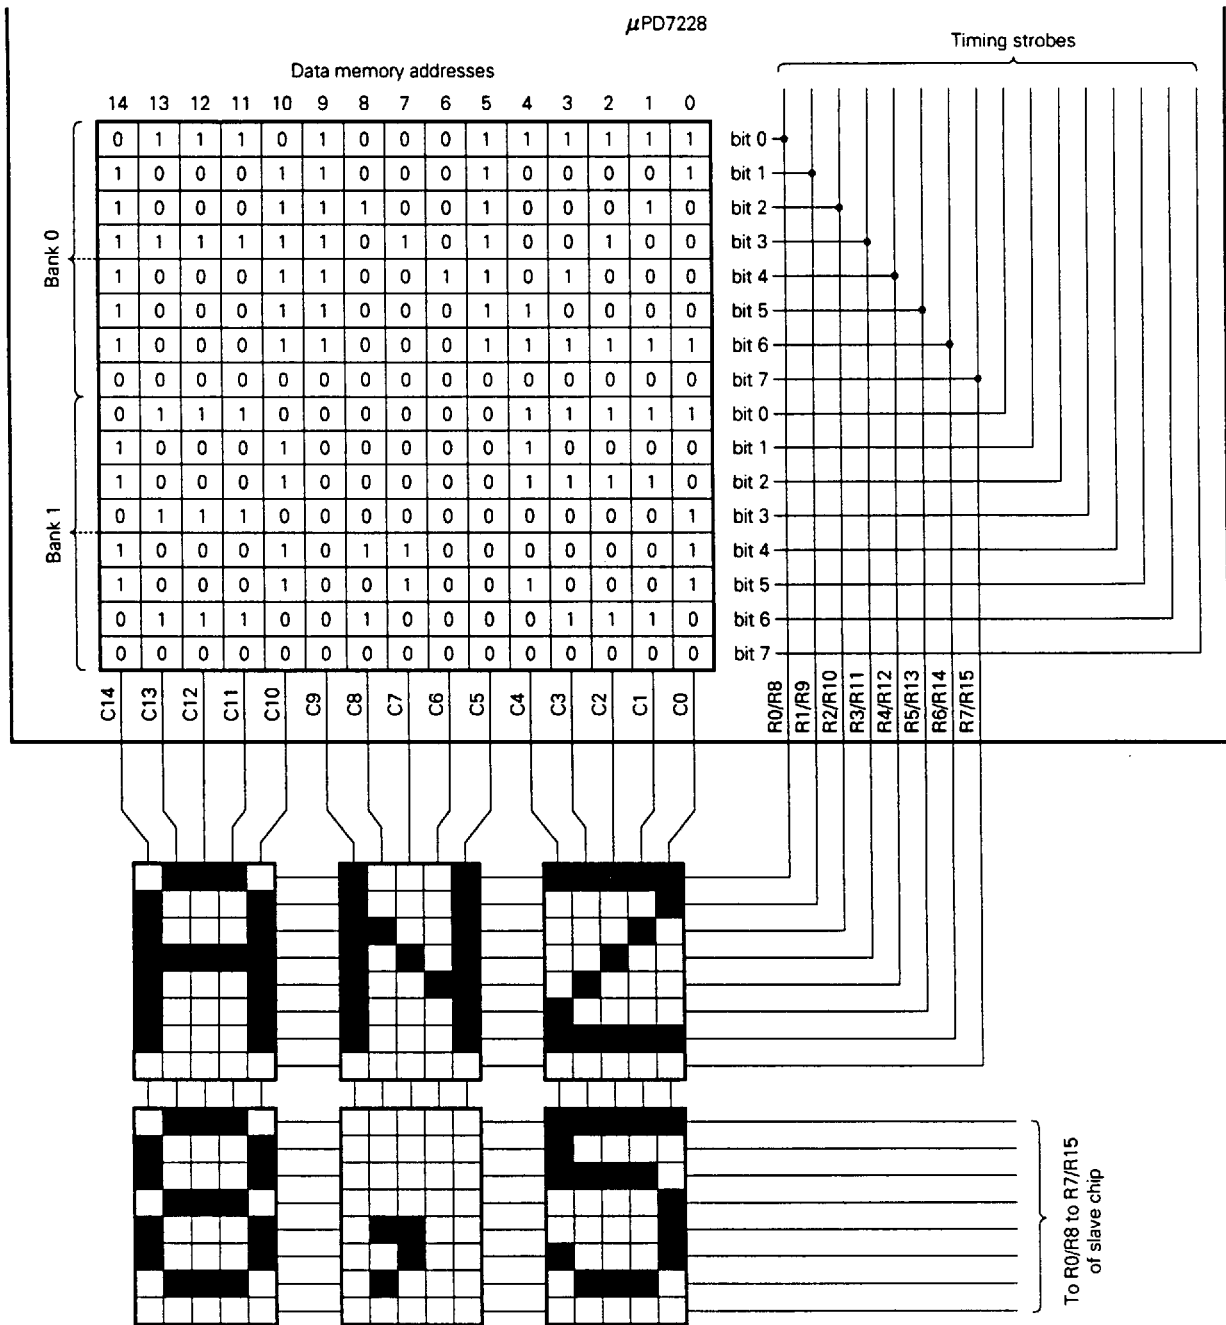 μPD7228
Timing strobes
Data memory addresses
14 13 12 11 10 9 8 7 6 5 4 3 2 1 0
0 1 1 1 0 1 0 0 0 1 1 1 1 1 1 bit 0
1 0 0 0 1 1 0 0 0 1 0 0 0 0 1 bit 1
1 0 0 0 1 1 1 0 0 1 0 0 0 1 0 bit 2
1 1 1 1 1 1 0 1 0 1 0 0 1 0 0 bit 3
Bank 0
1 0 0 0 1 1 0 0 1 1 0 1 0 0 0 bit 4
1 0 0 0 1 1 0 0 0 1 1 0 0 0 0 bit 5
1 0 0 0 1 1 0 0 0 1 1 1 1 1 1 bit 6
0 0 0 0 0 0 0 0 0 0 0 0 0 0 0 bit 7
0 1 1 1 0 0 0 0 0 0 1 1 1 1 1 bit 0
1 0 0 0 1 0 0 0 0 0 1 0 0 0 0 bit 1
1 0 0 0 1 0 0 0 0 0 1 1 1 1 0 bit 2
0 1 1 1 0 0 0 0 0 0 0 0 0 0 1 bit 3
Bank 1
1 0 0 0 1 0 1 1 0 0 0 0 0 0 1 bit 4
1 0 0 0 1 0 0 1 0 0 1 0 0 0 1 bit 5
0 1 1 1 0 0 1 0 0 0 0 1 1 1 0 bit 6
0 0 0 0 0 0 0 0 0 0 0 0 0 0 0 bit 7
C14 C13 C12 C11 C10 C9 C8 C7 C6 C5 C4 C3 C2 C1 C0
R0/R8 R1/R9 R2/R10 R3/R11 R4/R12 R5/R13 R6/R14 R7/R15
To R0/R8 to R7/R15
of slave chip